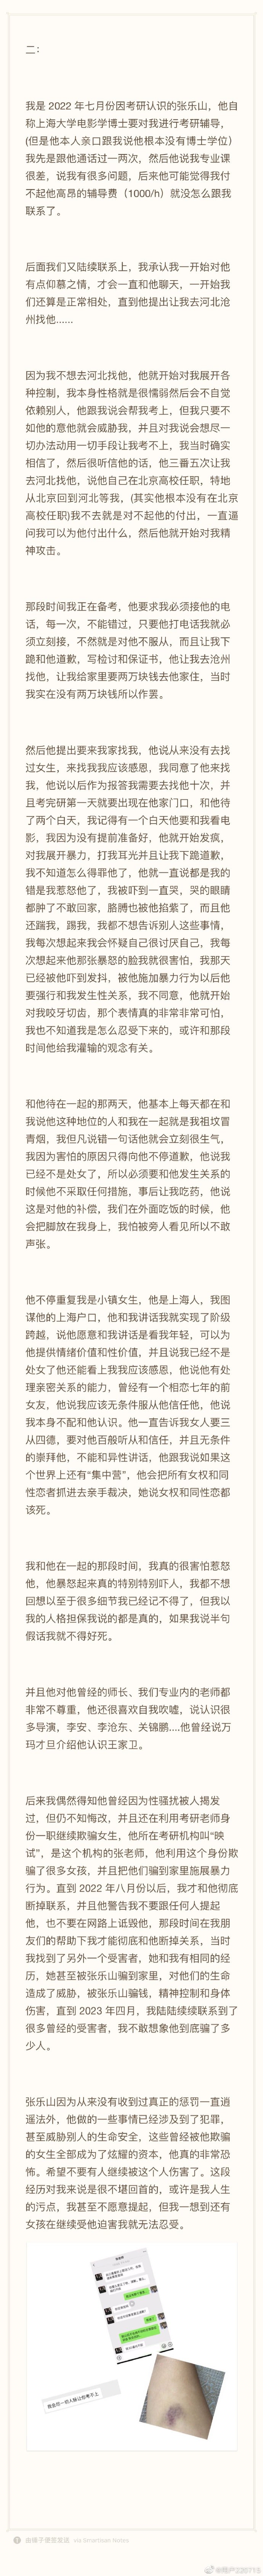 二：
我是 2022 年七月份因考研认识的张乐山，他自
称上海大学电影学博士要对我进行考研辅导，
(但是他本人亲口跟我说他根本没有博士学位）
我先是跟他通话过一两次，然后他说我专业课
很差，说我有很多问题，后来他可能觉得我付
不起他高昂的辅导费（1000/h）就没怎么跟我
联系了。
后面我们又陆续联系上，我承认我一开始对他
有点仰慕之情，才会一直和他聊天，一开始我
们还算是正常相处，直到他提出让我去河北沧
州找他......
因为我不想去河北找他，他就开始对我展开各
种控制，我本身性格就是很懦弱然后会不自觉
依赖别人，他跟我说会帮我考上，但我只要不
如他的意他就会威胁我，并且对我说会想尽一
切办法动用一切手段让我考不上，我当时确实
相信了，然后很听信他的话，他三番五次让我
去河北找他，说他自己在北京高校任职，特地
从北京回到河北等我，(其实他根本没有在北京
高校任职)我不去就是对不起他的付出，一直逼
问我可以为他付出什么，然后他就开始对我精
神攻击。
那段时间我正在备考，他要求我必须接他的电
话，每一次，不能错过，只要他打电话我就必
须立刻接，不然就是对他不服从，而且让我下
跪和他道歉，写检讨和保证书，他让我去沧州
找他，让我给家里要两万块钱去他家住，当时
我实在没有两万块钱所以作罢。
然后他提出要来我家找我，他说从来没有去找
过女生，来找我我应该感恩，我同意了他来找
我，他说以后作为报答我需要去找他十次，并
且考完研第一天就要出现在他家门口，和他待
了两个白天，我记得有一个白天他要和我看电
影，我因为没有提前准备好，他就开始发疯，
对我展开暴力，打我耳光并且让我下跪道歉，
我不知道怎么得罪他了，他就一直说都是我的
错是我惹怒他了，我被吓到一直哭，哭的眼睛
都肿了不敢回家，胳膊也被他掐紫了，而且他
还踹我，踢我，我都不想告诉别人这些事情，
我每次想起来我会怀疑自己很讨厌自己，我每
次想起来他那张暴怒的脸我就很害怕，我那天
已经被他吓到发抖，被他施加暴力行为以后他
要强行和我发生性关系，我不同意，他就开始
对我咬牙切齿，那个表情真的非常非常可怕，
我也不知道我是怎么忍受下来的，或许和那段
时间他给我灌输的观念有关。
和他待在一起的那两天，他基本上每天都在和
我说他这种地位的人和我在一起就是我祖坟冒
青烟，我但凡说错一句话他就会立刻很生气，
我因为害怕的原因只得向他不停道歉，他说我
已经不是处女了，所以必须要和他发生关系的
时候他不采取任何措施，事后让我吃药，他说
这是对他的补偿，我们在外面吃饭的时候，他
会把脚放在我身上，我怕被旁人看见所以不敢
声张。
他不停重复我是小镇女生，他是上海人，我图
谋他的上海户口，他和我讲话我就实现了阶级
跨越，说他愿意和我讲话是看我年轻，可以为
他提供情绪价值和性价值，并且说我已经不是
处女了他还能看上我我应该感恩，他说他有处
理亲密关系的能力，曾经有一个相恋七年的前
女友，他说我应该无条件服从他信任他，他说
我本身不配和他认识。他一直告诉我女人要三
从四德，要对他百般听从和信任，并且无条件
的崇拜他，不能和异性讲话，他跟我说如果这
个世界上还有“集中营”，他会把所有女权和同
性恋者抓进去亲手裁决，她说女权和同性恋都
该死。
我和他在一起的那段时间，我真的很害怕惹怒
他，他暴怒起来真的特别特别吓人，我都不想
回想以至于很多细节我已经记不得了，但我以
我的人格担保我说的都是真的，如果我说半句
假话我就不得好死。
并且他对他曾经的师长、我们专业内的老师都
非常不尊重，他还很喜欢自我吹嘘，说认识很
多导演，李安、李沧东、关锦鹏....他曾经说万
玛才旦介绍他认识王家卫。
后来我偶然得知他曾经因为性骚扰被人揭发
过，但仍不知悔改，并且还在利用考研老师身
份一职继续欺骗女生，他所在考研机构叫“映
试”，是这个机构的张老师，他利用这个身份欺
骗了很多女孩，并且把他们骗到家里施展暴力
行为。直到 2022 年八月份以后，我才和他彻底
断掉联系，并且他警告我不要跟任何人提起
他，也不要在网路上诋毁他，那段时间在我朋
友们的帮助下我才能彻底和他断掉关系，当时
我找到了另外一个受害者，她和我有相同的经
历，她甚至被张乐山骗到家里，对他们的生命
造成了威胁，被张乐山骗钱，精神控制和身体
伤害，直到 2023 年四月，我陆陆续续联系到了
很多曾经的受害者，我不敢想象他到底骗了多
少人。
张乐山因为从来没有收到过真正的惩罚一直逍
遥法外，他做的一些事情已经涉及到了犯罪，
甚至威胁别人的生命安全，这些曾经被他欺骗
的女生全部成为了炫耀的资本，他真的非常恐
怖。希望不要有人继续被这个人伤害了。这段
经历对我来说是很不堪回首的，或许是我人生
的污点，我甚至不愿意提起，但我一想到还有
女孩在继续受他迫害我就无法忍受。